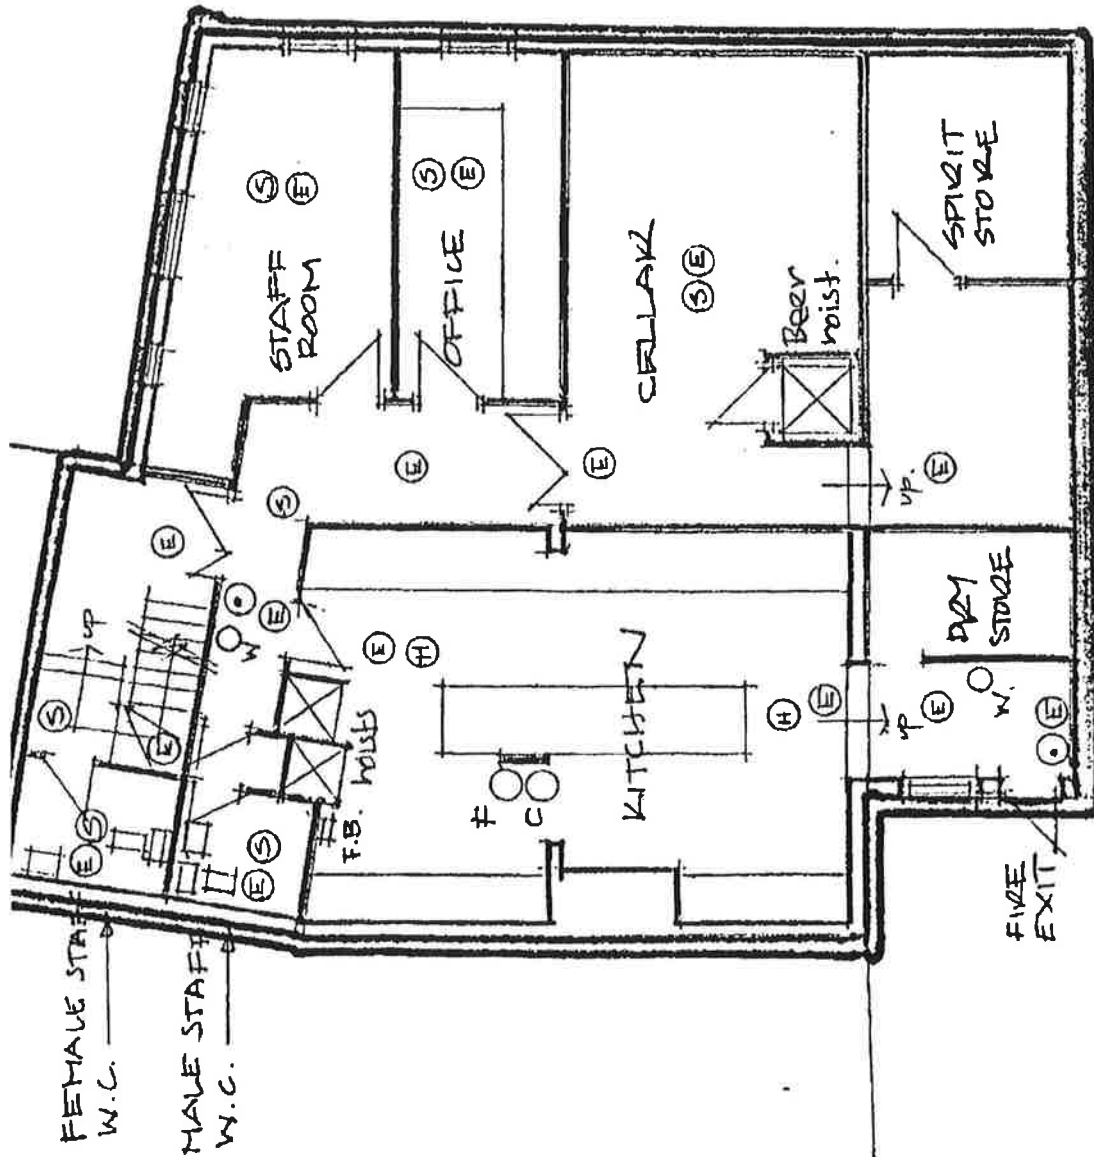 FEMALE STAFF
W.C.
MALE STAFF
W.C.
UP
S
E
E
S
E
S
E
W
E
S
STAFF
ROOM
S
E
E
OFFICE
S
E
F.B. hoists
E
H
F
C
KITCHEN
H
E
E
CELLAR
S
E
Beer
hoist.
up.
E
SPIRIT
STORE
DRY
STORE
up
E
W.
E
FIRE
EXIT